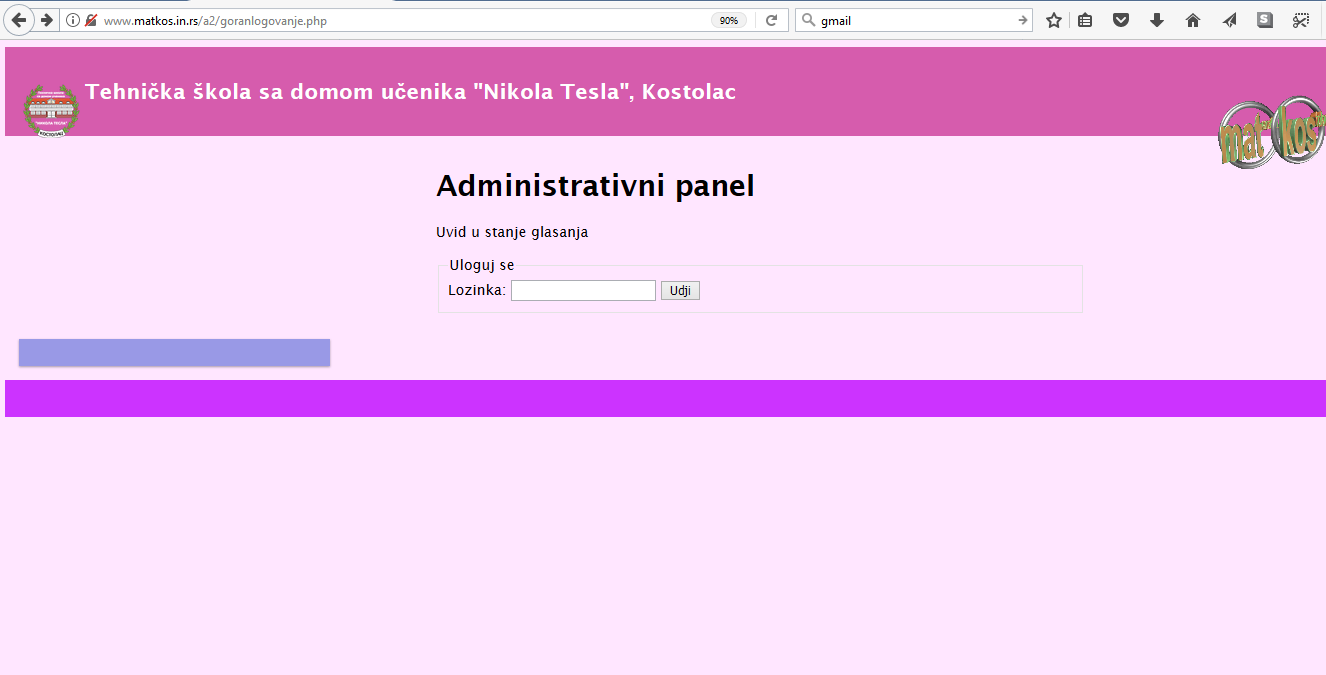 www.matkos.in.rs/a2/goranlogovanje.php
90%
gmail
S
Tehnička škola sa domom učenika "Nikola Tesla", Kostolac
mat
kos
Administrativni panel
Uvid u stanje glasanja
Uloguj se
Lozinka:
Udji